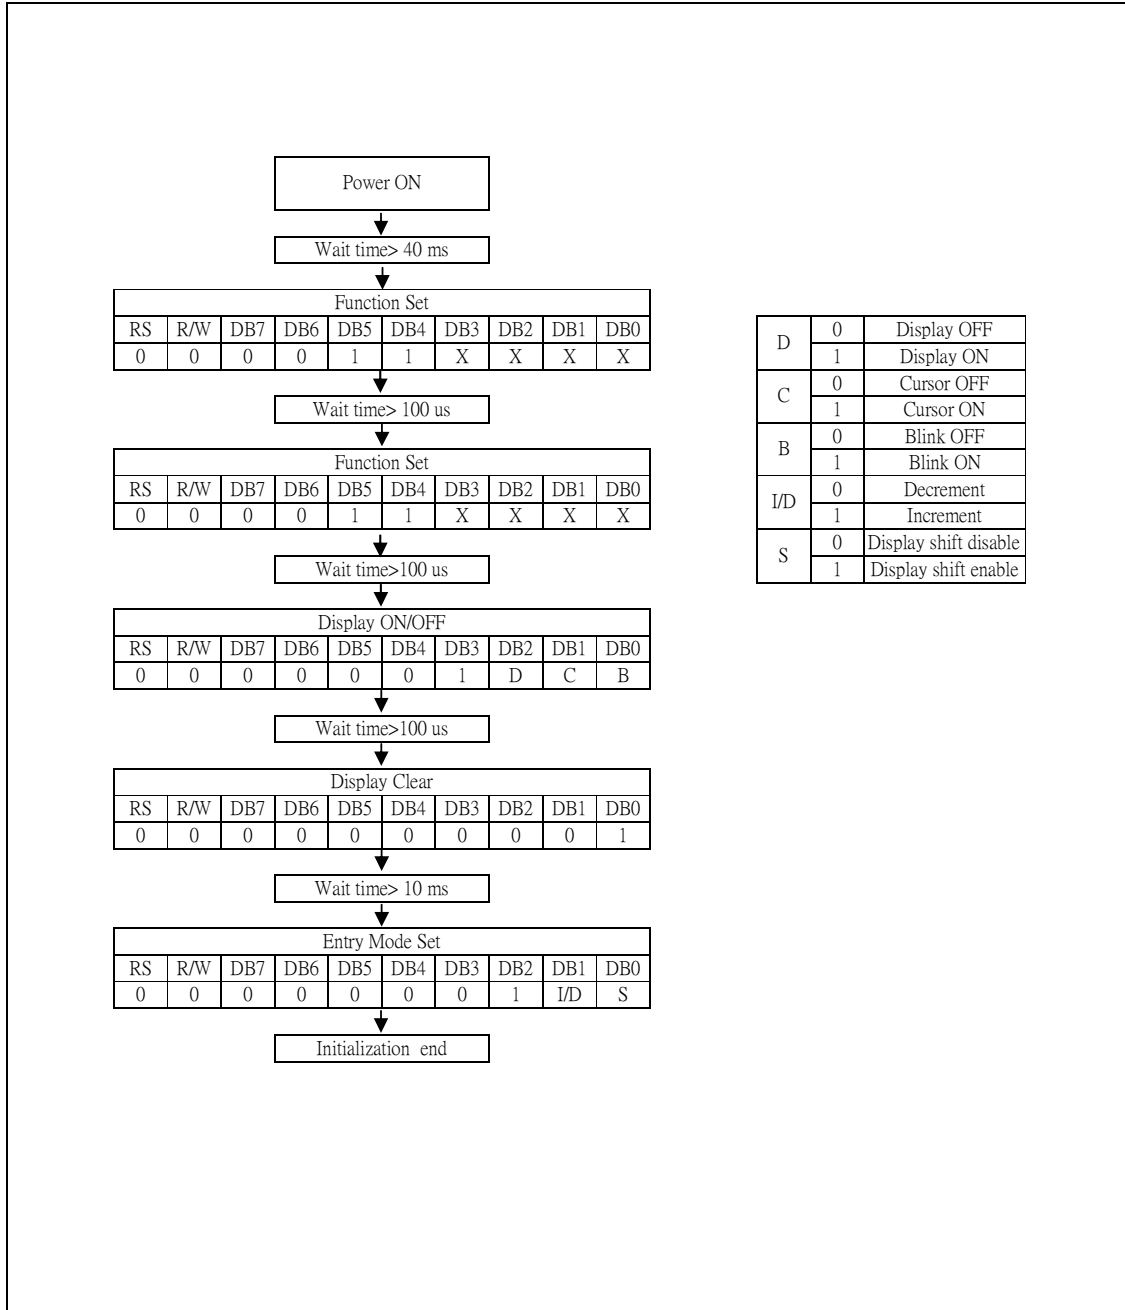 Power ON
Wait time> 40 ms
Function Set
RS R/W DB7 DB6 DB5 DB4 DB3 DB2 DB1 DB0
0 0 0 0 1 1 X X X X
Wait time> 100 us
Function Set
RS R/W DB7 DB6 DB5 DB4 DB3 DB2 DB1 DB0
0 0 0 0 1 1 X X X X
Wait time>100 us
Display ON/OFF
RS R/W DB7 DB6 DB5 DB4 DB3 DB2 DB1 DB0
0 0 0 0 0 0 1 D C B
Wait time>100 us
Display Clear
RS R/W DB7 DB6 DB5 DB4 DB3 DB2 DB1 DB0
0 0 0 0 0 0 0 0 0 1
Wait time> 10 ms
Entry Mode Set
RS R/W DB7 DB6 DB5 DB4 DB3 DB2 DB1 DB0
0 0 0 0 0 0 0 1 I/D S
Initialization end
D
0 Display OFF
1 Display ON
C
0 Cursor OFF
1 Cursor ON
B
0 Blink OFF
1 Blink ON
I/D
0 Decrement
1 Increment
S
0 Display shift disable
1 Display shift enable